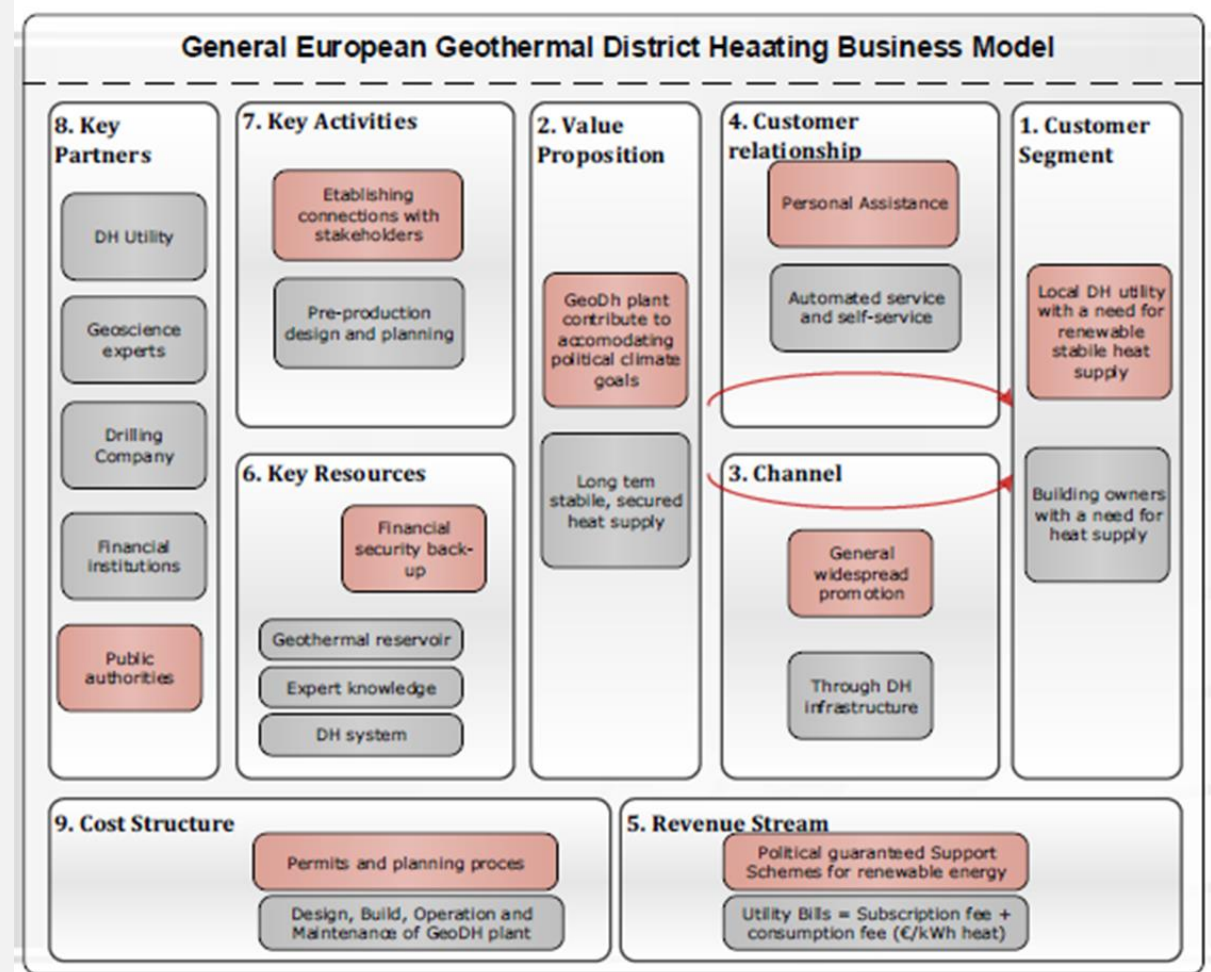 General European Geothermal District Heaating Business Model
8. Key
Partners
DH Utility
Geoscience
experts
Drilling
Company
Financial
institutions
Public
authorities
7. Key Activities
Etablishing
connections with
stakeholders
Pre-production
design and planning
6. Key Resources
Financial
security back-
up
Geothermal reservoir
Expert knowledge
DH system
2. Value
Proposition
GeoDh plant
contribute to
accomodating
political climate
goals
Long tem
stabile, secured
heat supply
4. Customer
relationship
Personal Assistance
Automated service
and self-service
3. Channel
General
widespread
promotion
Through DH
infrastructure
1. Customer
Segment
Local DH utility
with a need for
renewable
stabile heat
supply
Building owners
with a need for
heat supply
9. Cost Structure
Permits and planning proces
Design, Build, Operation and
Maintenance of GeoDH plant
5. Revenue Stream
Political guaranteed Support
Schemes for renewable energy
Utility Bills = Subscription fee +
consumption fee (€/kWh heat)